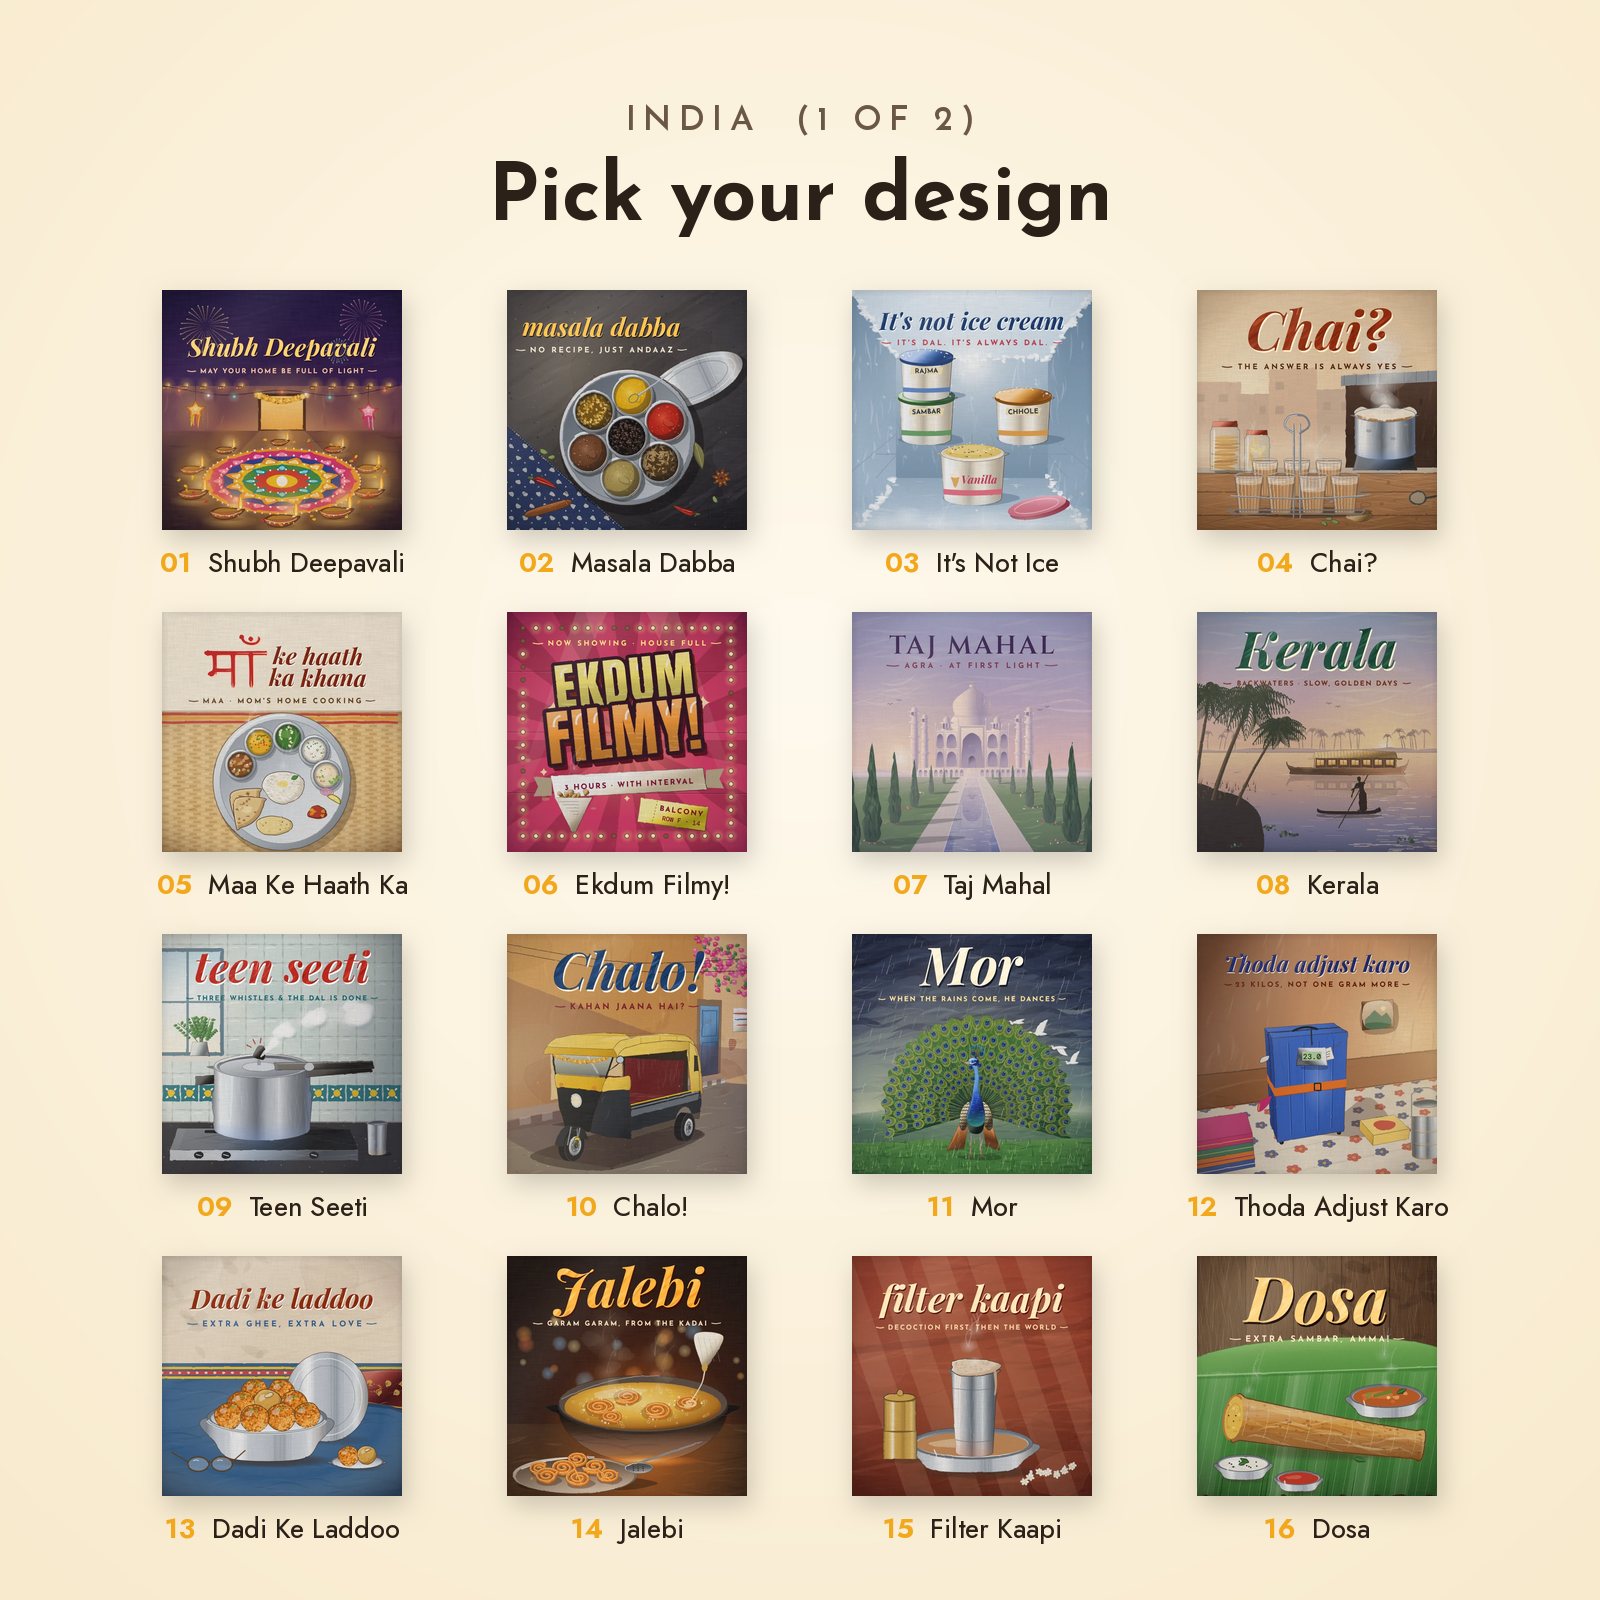 INDIA (1 OF 2)
Pick your design
Shubh Deepavali
MAY YOUR HOME BE FULL OF LIGHT
01 Shubh Deepavali
masala dabba
NO RECIPE, JUST ANDAAZ
02 Masala Dabba
It's not ice cream
IT'S DAL. IT'S ALWAYS DAL.
RAJMA
SAMBAR
CHHOLE
Vanilla
03 It's Not Ice
Chai?
THE ANSWER IS ALWAYS YES
04 Chai?
माँ ke haath
ka khana
MAA · MOM'S HOME COOKING
05 Maa Ke Haath Ka
NOW SHOWING · HOUSE FULL
EKDUM
FILMY!
3 HOURS · WITH INTERVAL
BALCONY
ROW F · 14
06 Ekdum Filmy!
TAJ MAHAL
AGRA · AT FIRST LIGHT
07 Taj Mahal
Kerala
BACKWATERS · SLOW, GOLDEN DAYS
08 Kerala
teen seeti
THREE WHISTLES & THE DAL IS DONE
09 Teen Seeti
Chalo!
KAHAN JAANA HAI?
10 Chalo!
Mor
WHEN THE RAINS COME, HE DANCES
11 Mor
Thoda adjust karo
23 KILOS, NOT ONE GRAM MORE
23.0
12 Thoda Adjust Karo
Dadi ke laddoo
EXTRA GHEE, EXTRA LOVE
13 Dadi Ke Laddoo
Jalebi
GARAM GARAM, FROM THE KADAI
14 Jalebi
filter kaapi
DECOCTION FIRST, THEN THE WORLD
15 Filter Kaapi
Dosa
EXTRA SAMBAR, AMMA!
16 Dosa